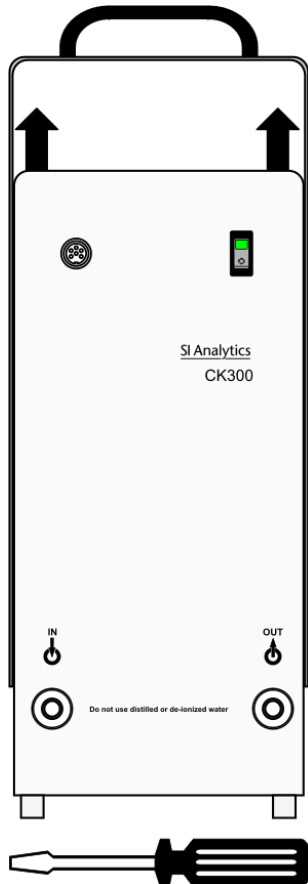 SI Analytics
CK300
IN
OUT
Do not use distilled or de-ionized water